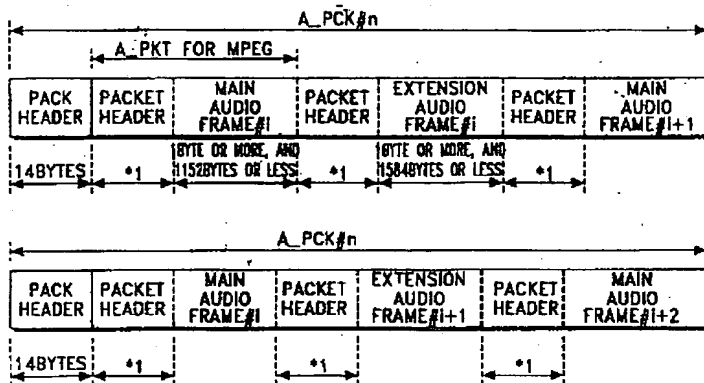 A_PCK#n
A_PKT FOR MPEG
PACK HEADER
PACKET HEADER
MAIN AUDIO FRAME#i
PACKET HEADER
EXTENSION AUDIO FRAME#i
PACKET HEADER
MAIN AUDIO FRAME#i+1
14BYTES
*1
1BYTE OR MORE, AND 1152BYTES OR LESS
*1
1BYTE OR MORE, AND 1584BYTES OR LESS
*1
A_PCK#n
PACK HEADER
PACKET HEADER
MAIN AUDIO FRAME#i
PACKET HEADER
EXTENSION AUDIO FRAME#i+1
PACKET HEADER
MAIN AUDIO FRAME#i+2
14BYTES
*1
*1
*1